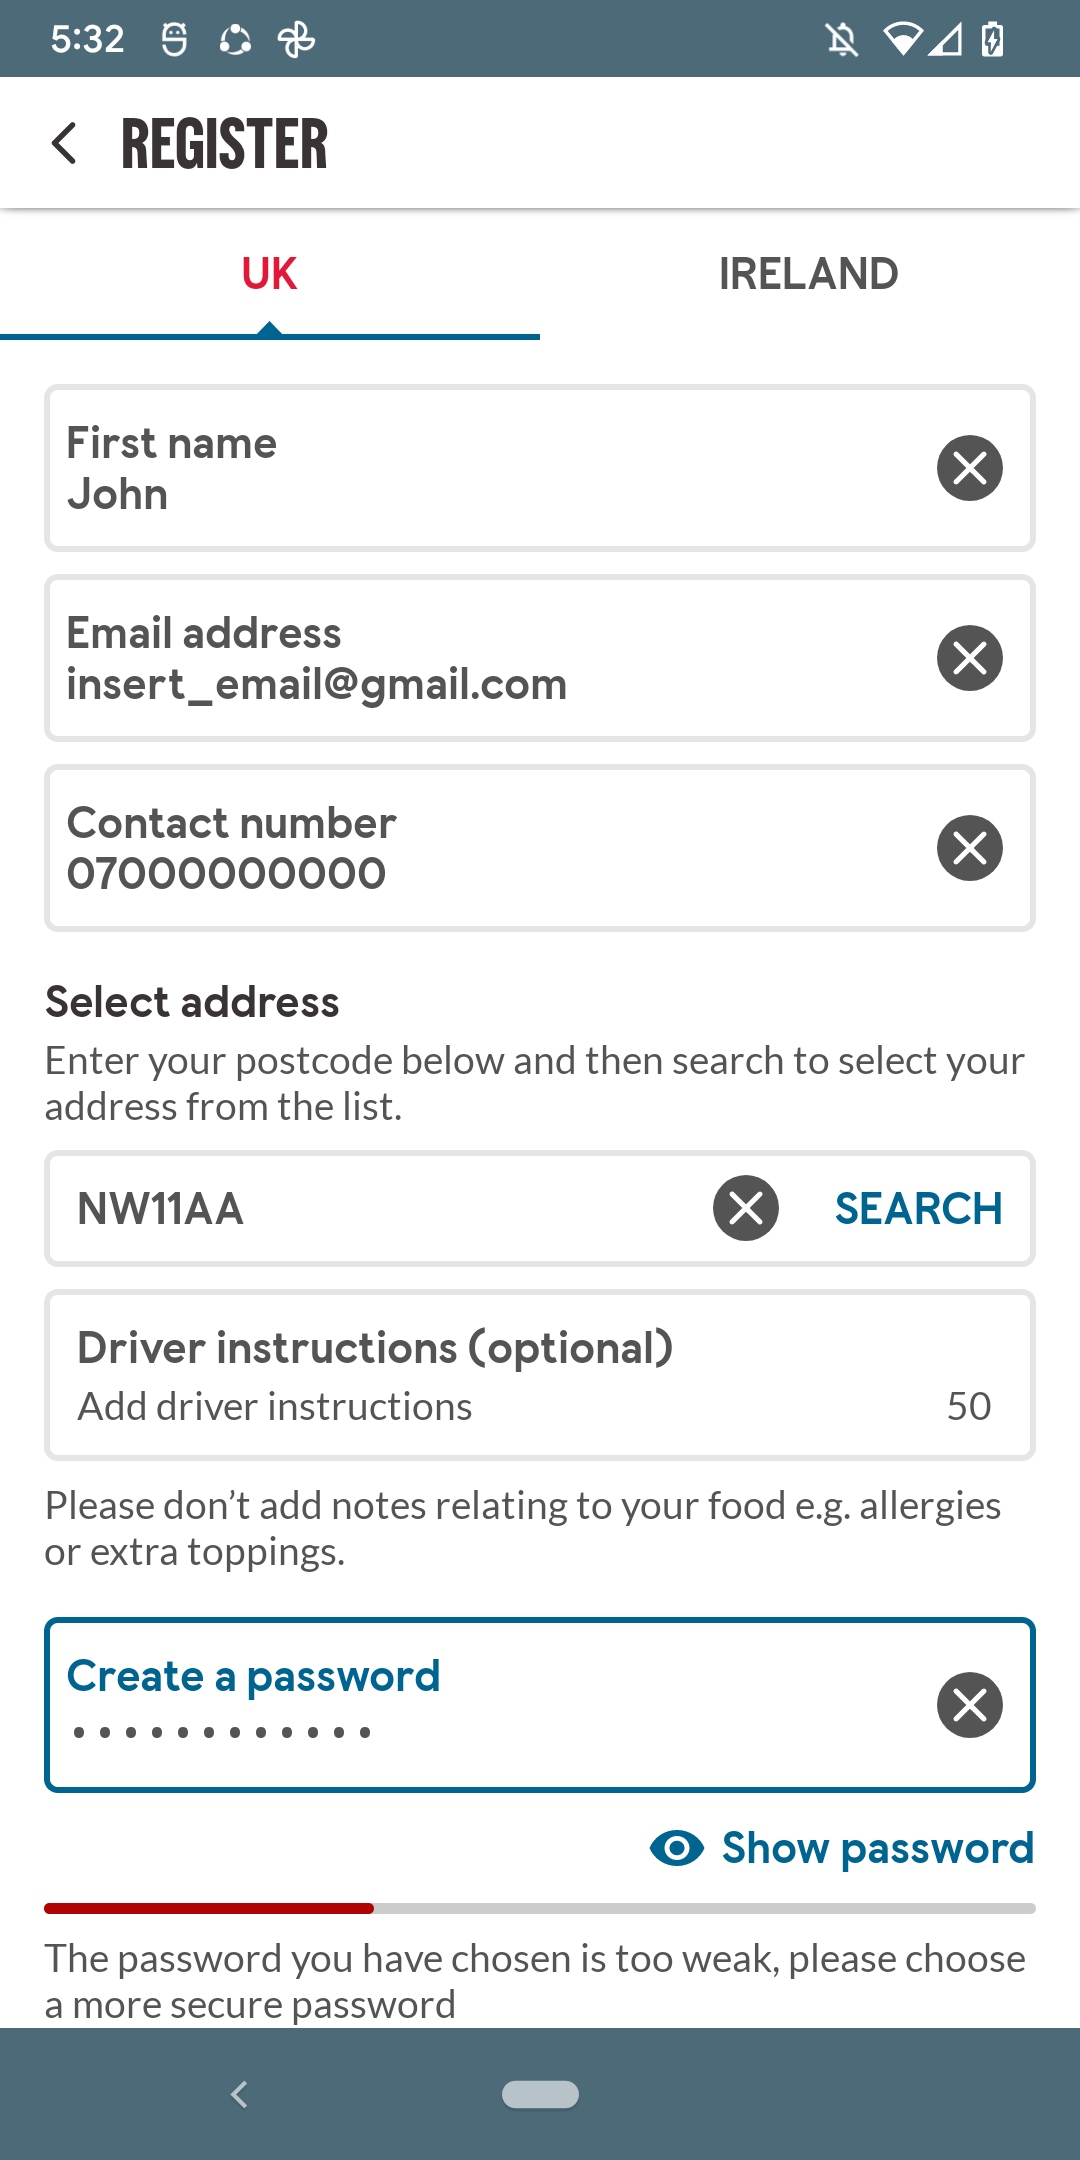 5:32
REGISTER
UK
IRELAND
First name
John
Email address
insert_email@gmail.com
Contact number
07000000000
Select address
Enter your postcode below and then search to select your
address from the list.
NW11AA
SEARCH
Driver instructions (optional)
Add driver instructions
50
Please don’t add notes relating to your food e.g. allergies
or extra toppings.
Create a password
••••••••••••
Show password
The password you have chosen is too weak, please choose
a more secure password